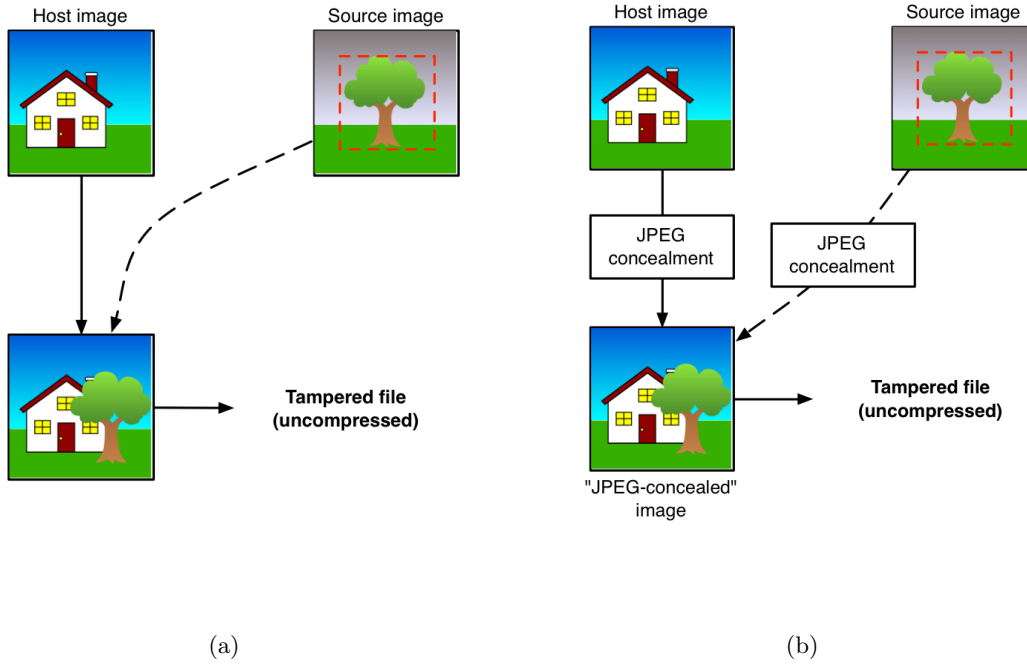 Host image
Source image
Tampered file
(uncompressed)
(a)
Host image
Source image
JPEG
concealment
JPEG
concealment
Tampered file
(uncompressed)
"JPEG-concealed"
image
(b)